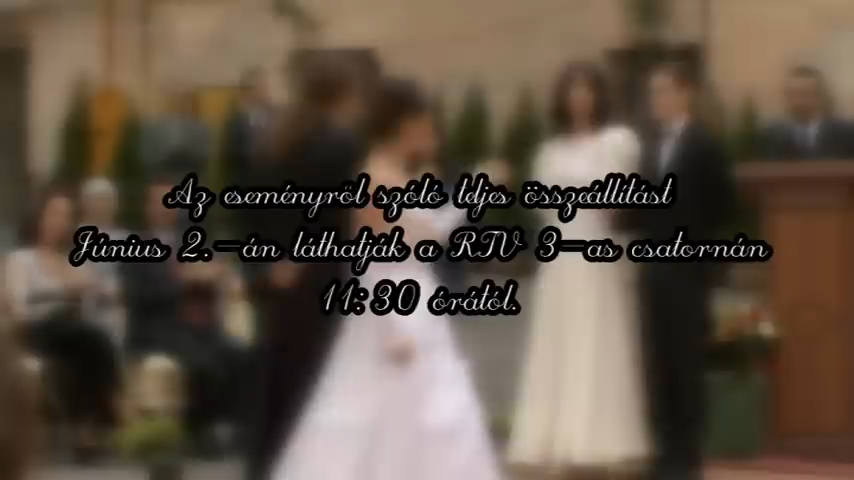 Az eseményről szóló teljes összeállítást
Június 2.-án láthatják a RTV 3-as csatornán
11:30 órától.